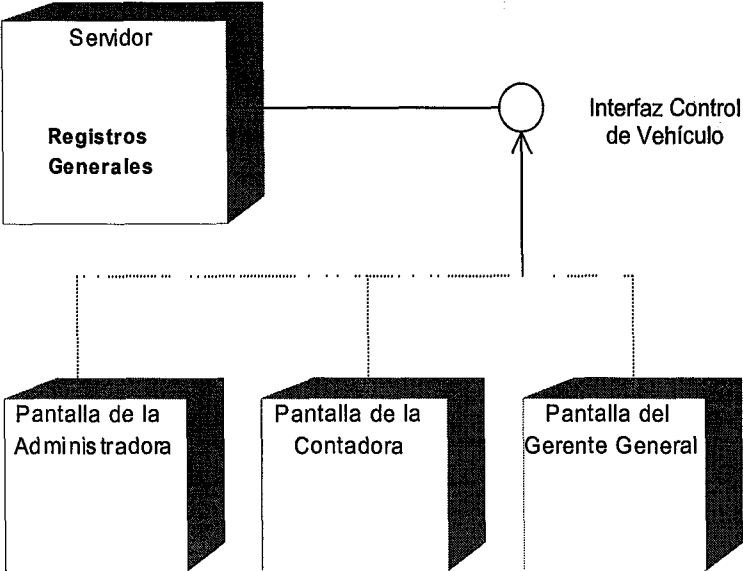 Servidor
Registros
Generales
Interfaz Control
de Vehículo
Pantalla de la
Administradora
Pantalla de la
Contadora
Pantalla del
Gerente General